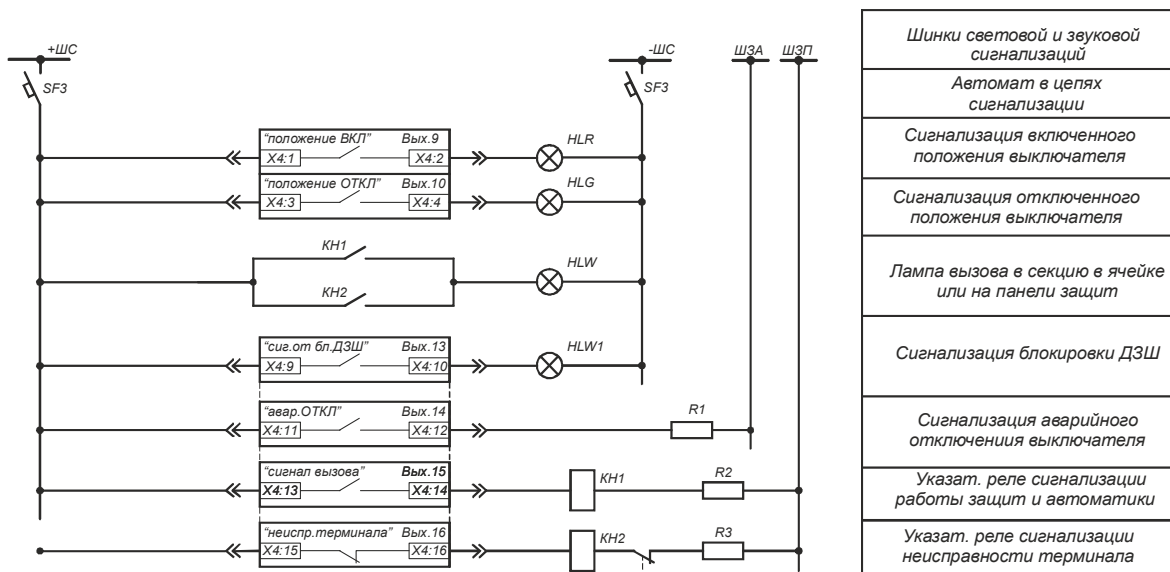 +ШС
-ШС
ШЗА
ШЗП
SF3
SF3
"положение ВКЛ" Вых.9
X4:1 X4:2
HLR
"положение ОТКЛ" Вых.10
X4:3 X4:4
HLG
КН1
КН2
HLW
"сиг.от бл.ДЗШ" Вых.13
X4:9 X4:10
HLW1
"авар.ОТКЛ" Вых.14
X4:11 X4:12
R1
"сигнал вызова" Вых.15
X4:13 X4:14
КН1
R2
"неиспр.терминала" Вых.16
X4:15 X4:16
КН2
R3
Шинки световой и звуковой
сигнализаций
Автомат в цепях
сигнализации
Сигнализация включенного
положения выключателя
Сигнализация отключенного
положения выключателя
Лампа вызова в секцию в ячейке
или на панели защит
Сигнализация блокировки ДЗШ
Сигнализация аварийного
отключениия выключателя
Указат. реле сигнализации
работы защит и автоматики
Указат. реле сигнализации
неисправности терминала